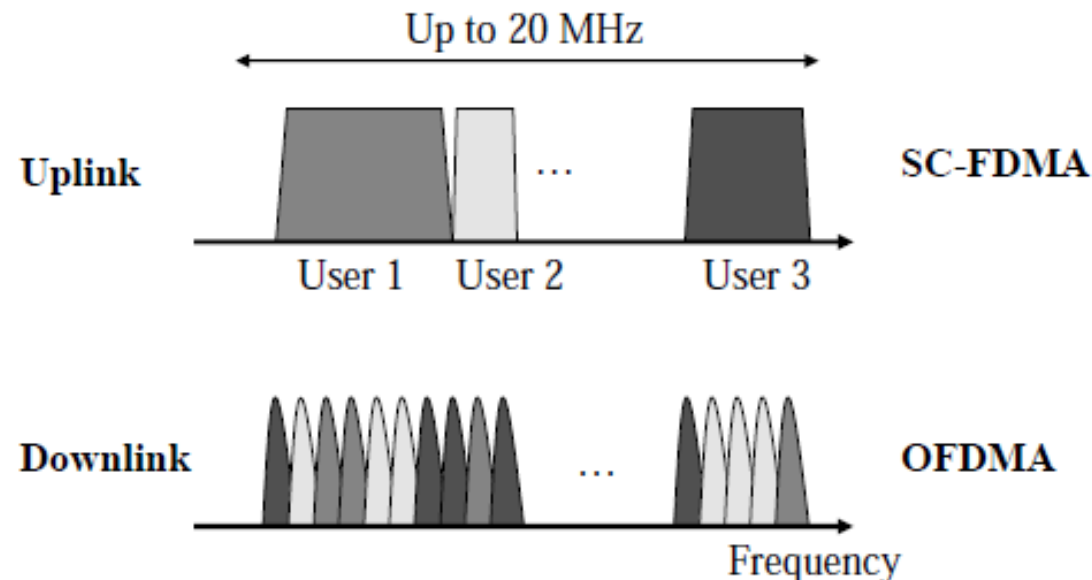 Up to 20 MHz
Uplink
...
SC-FDMA
User 1
User 2
User 3
Downlink
...
OFDMA
Frequency